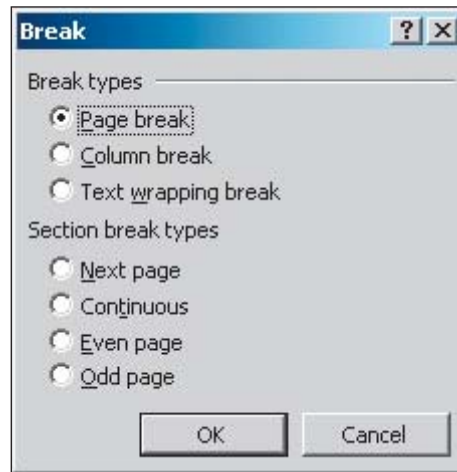 Break
Break types
Page break
Column break
Text wrapping break
Section break types
Next page
Continuous
Even page
Odd page
OK Cancel